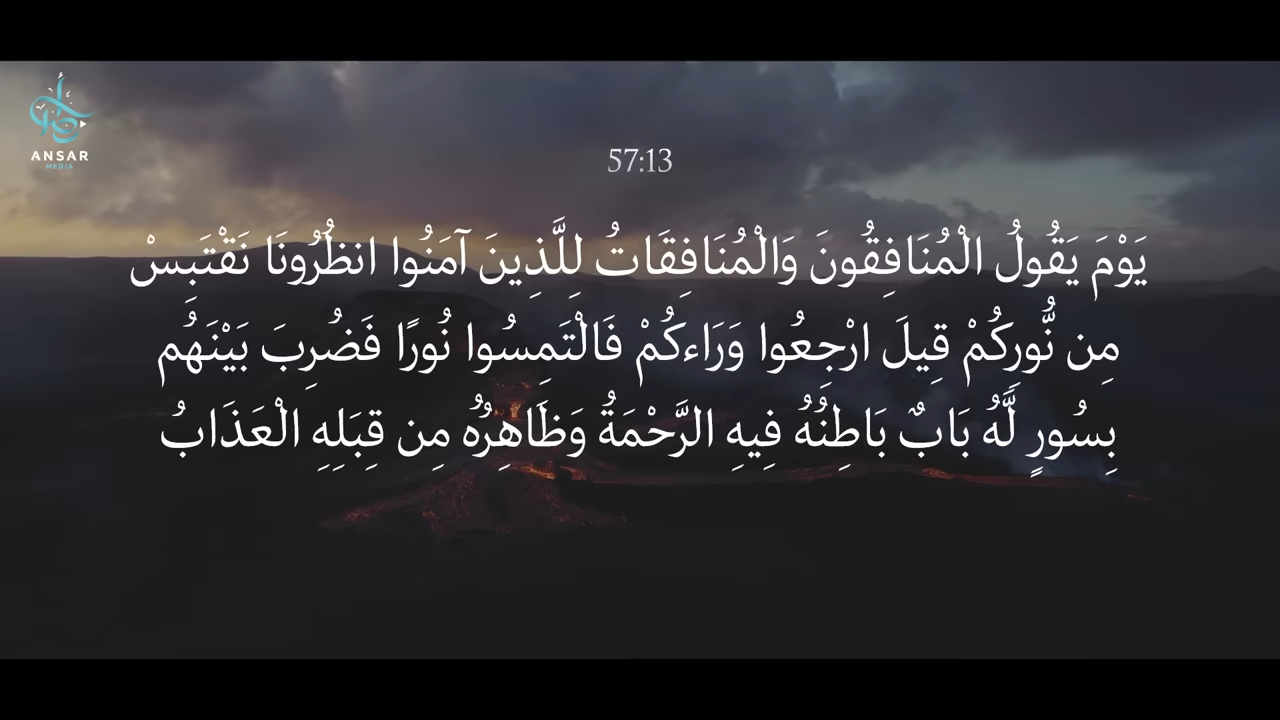 ANSAR
MEDIA
57:13
يَوْمَ يَقُولُ الْمُنَافِقُونَ وَالْمُنَافِقَاتُ لِلَّذِينَ آمَنُوا انظُرُونَا نَقْتَبِسْ
مِن نُّورِكُمْ قِيلَ ارْجِعُوا وَرَاءكُمْ فَالْتَمِسُوا نُورًا فَضُرِبَ بَيْنَهُم
بِسُورٍ لَّهُ بَابٌ بَاطِنُهُ فِيهِ الرَّحْمَةُ وَظَاهِرُهُ مِن قِبَلِهِ الْعَذَابُ